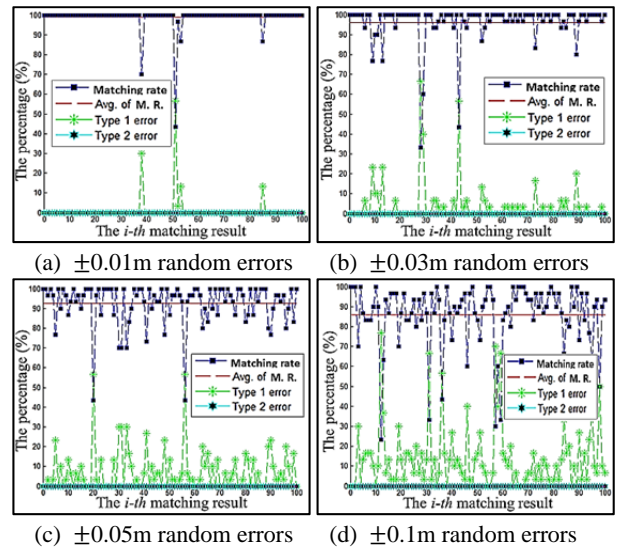 The percentage (%)
100
90
80
70
60
50
40
30
20
10
0
Matching rate
Avg. of M. R.
Type 1 error
Type 2 error
0 10 20 30 40 50 60 70 80 90 100
The i-th matching result
(a) ±0.01m random errors
The percentage (%)
100
90
80
70
60
50
40
30
20
10
0
Matching rate
Avg. of M. R.
Type 1 error
Type 2 error
0 10 20 30 40 50 60 70 80 90 100
The i-th matching result
(b) ±0.03m random errors
The percentage (%)
100
90
80
70
60
50
40
30
20
10
0
Matching rate
Avg. of M. R.
Type 1 error
Type 2 error
0 10 20 30 40 50 60 70 80 90 100
The i-th matching result
(c) ±0.05m random errors
The percentage (%)
100
90
80
70
60
50
40
30
20
10
0
Matching rate
Avg. of M. R.
Type 1 error
Type 2 error
0 10 20 30 40 50 60 70 80 90 100
The i-th matching result
(d) ±0.1m random errors